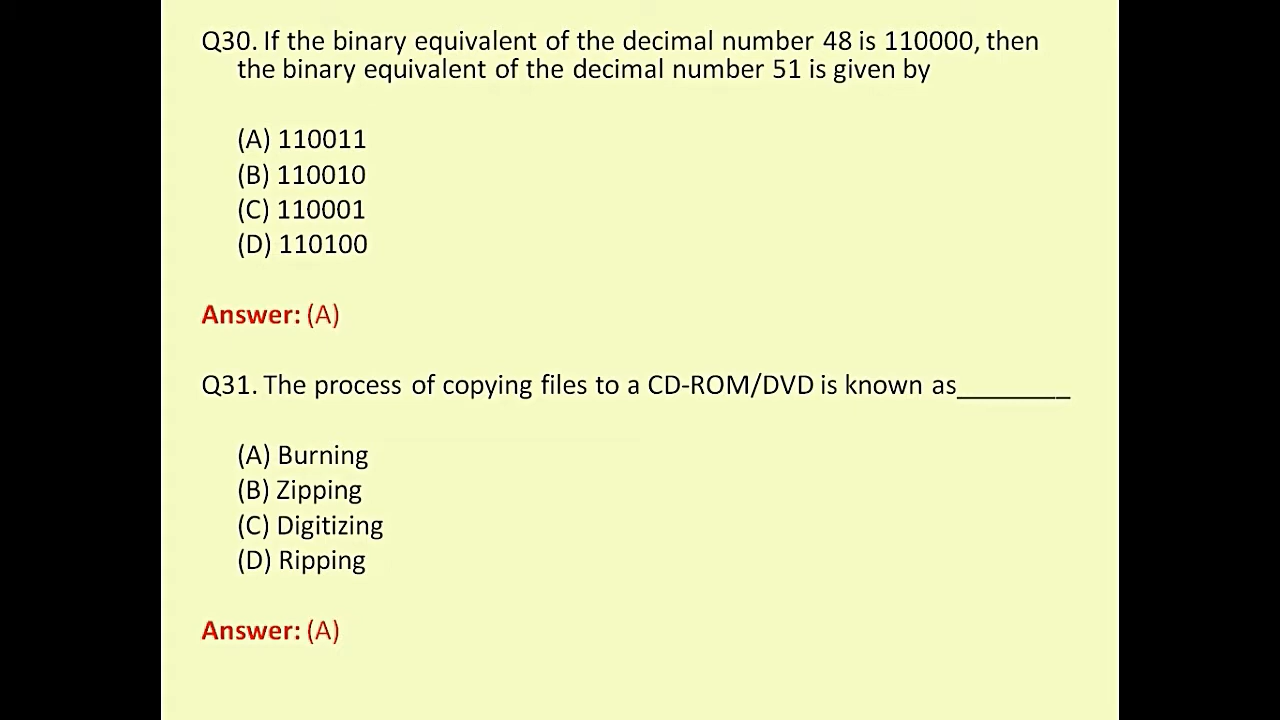 Q30. If the binary equivalent of the decimal number 48 is 110000, then
the binary equivalent of the decimal number 51 is given by
(A) 110011
(B) 110010
(C) 110001
(D) 110100
Answer: (A)
Q31. The process of copying files to a CD-ROM/DVD is known as________
(A) Burning
(B) Zipping
(C) Digitizing
(D) Ripping
Answer: (A)